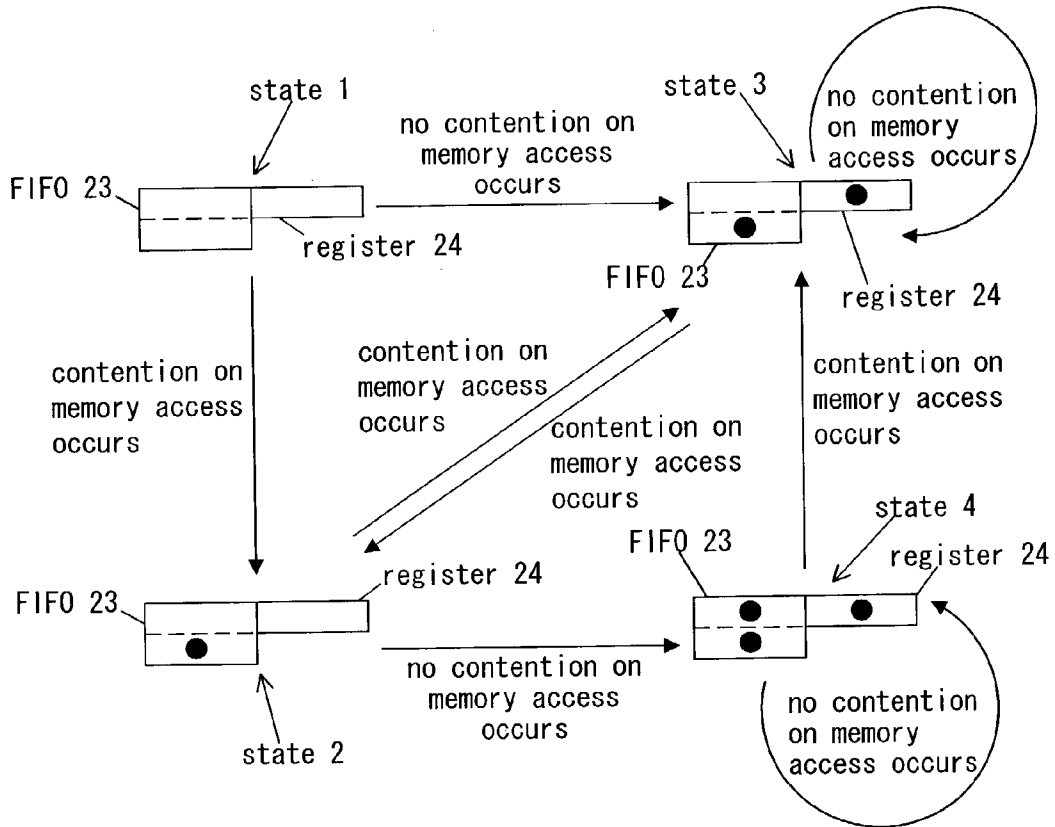 state 1
state 3
no contention
on memory
access occurs
no contention on
memory access
occurs
FIFO 23
register 24
FIFO 23
register 24
contention on
memory access
occurs
contention on
memory access
occurs
contention on
memory access
occurs
contention on
memory access
occurs
state 4
FIFO 23
register 24
FIFO 23
register 24
no contention on
memory access
occurs
state 2
no contention
on memory
access occurs